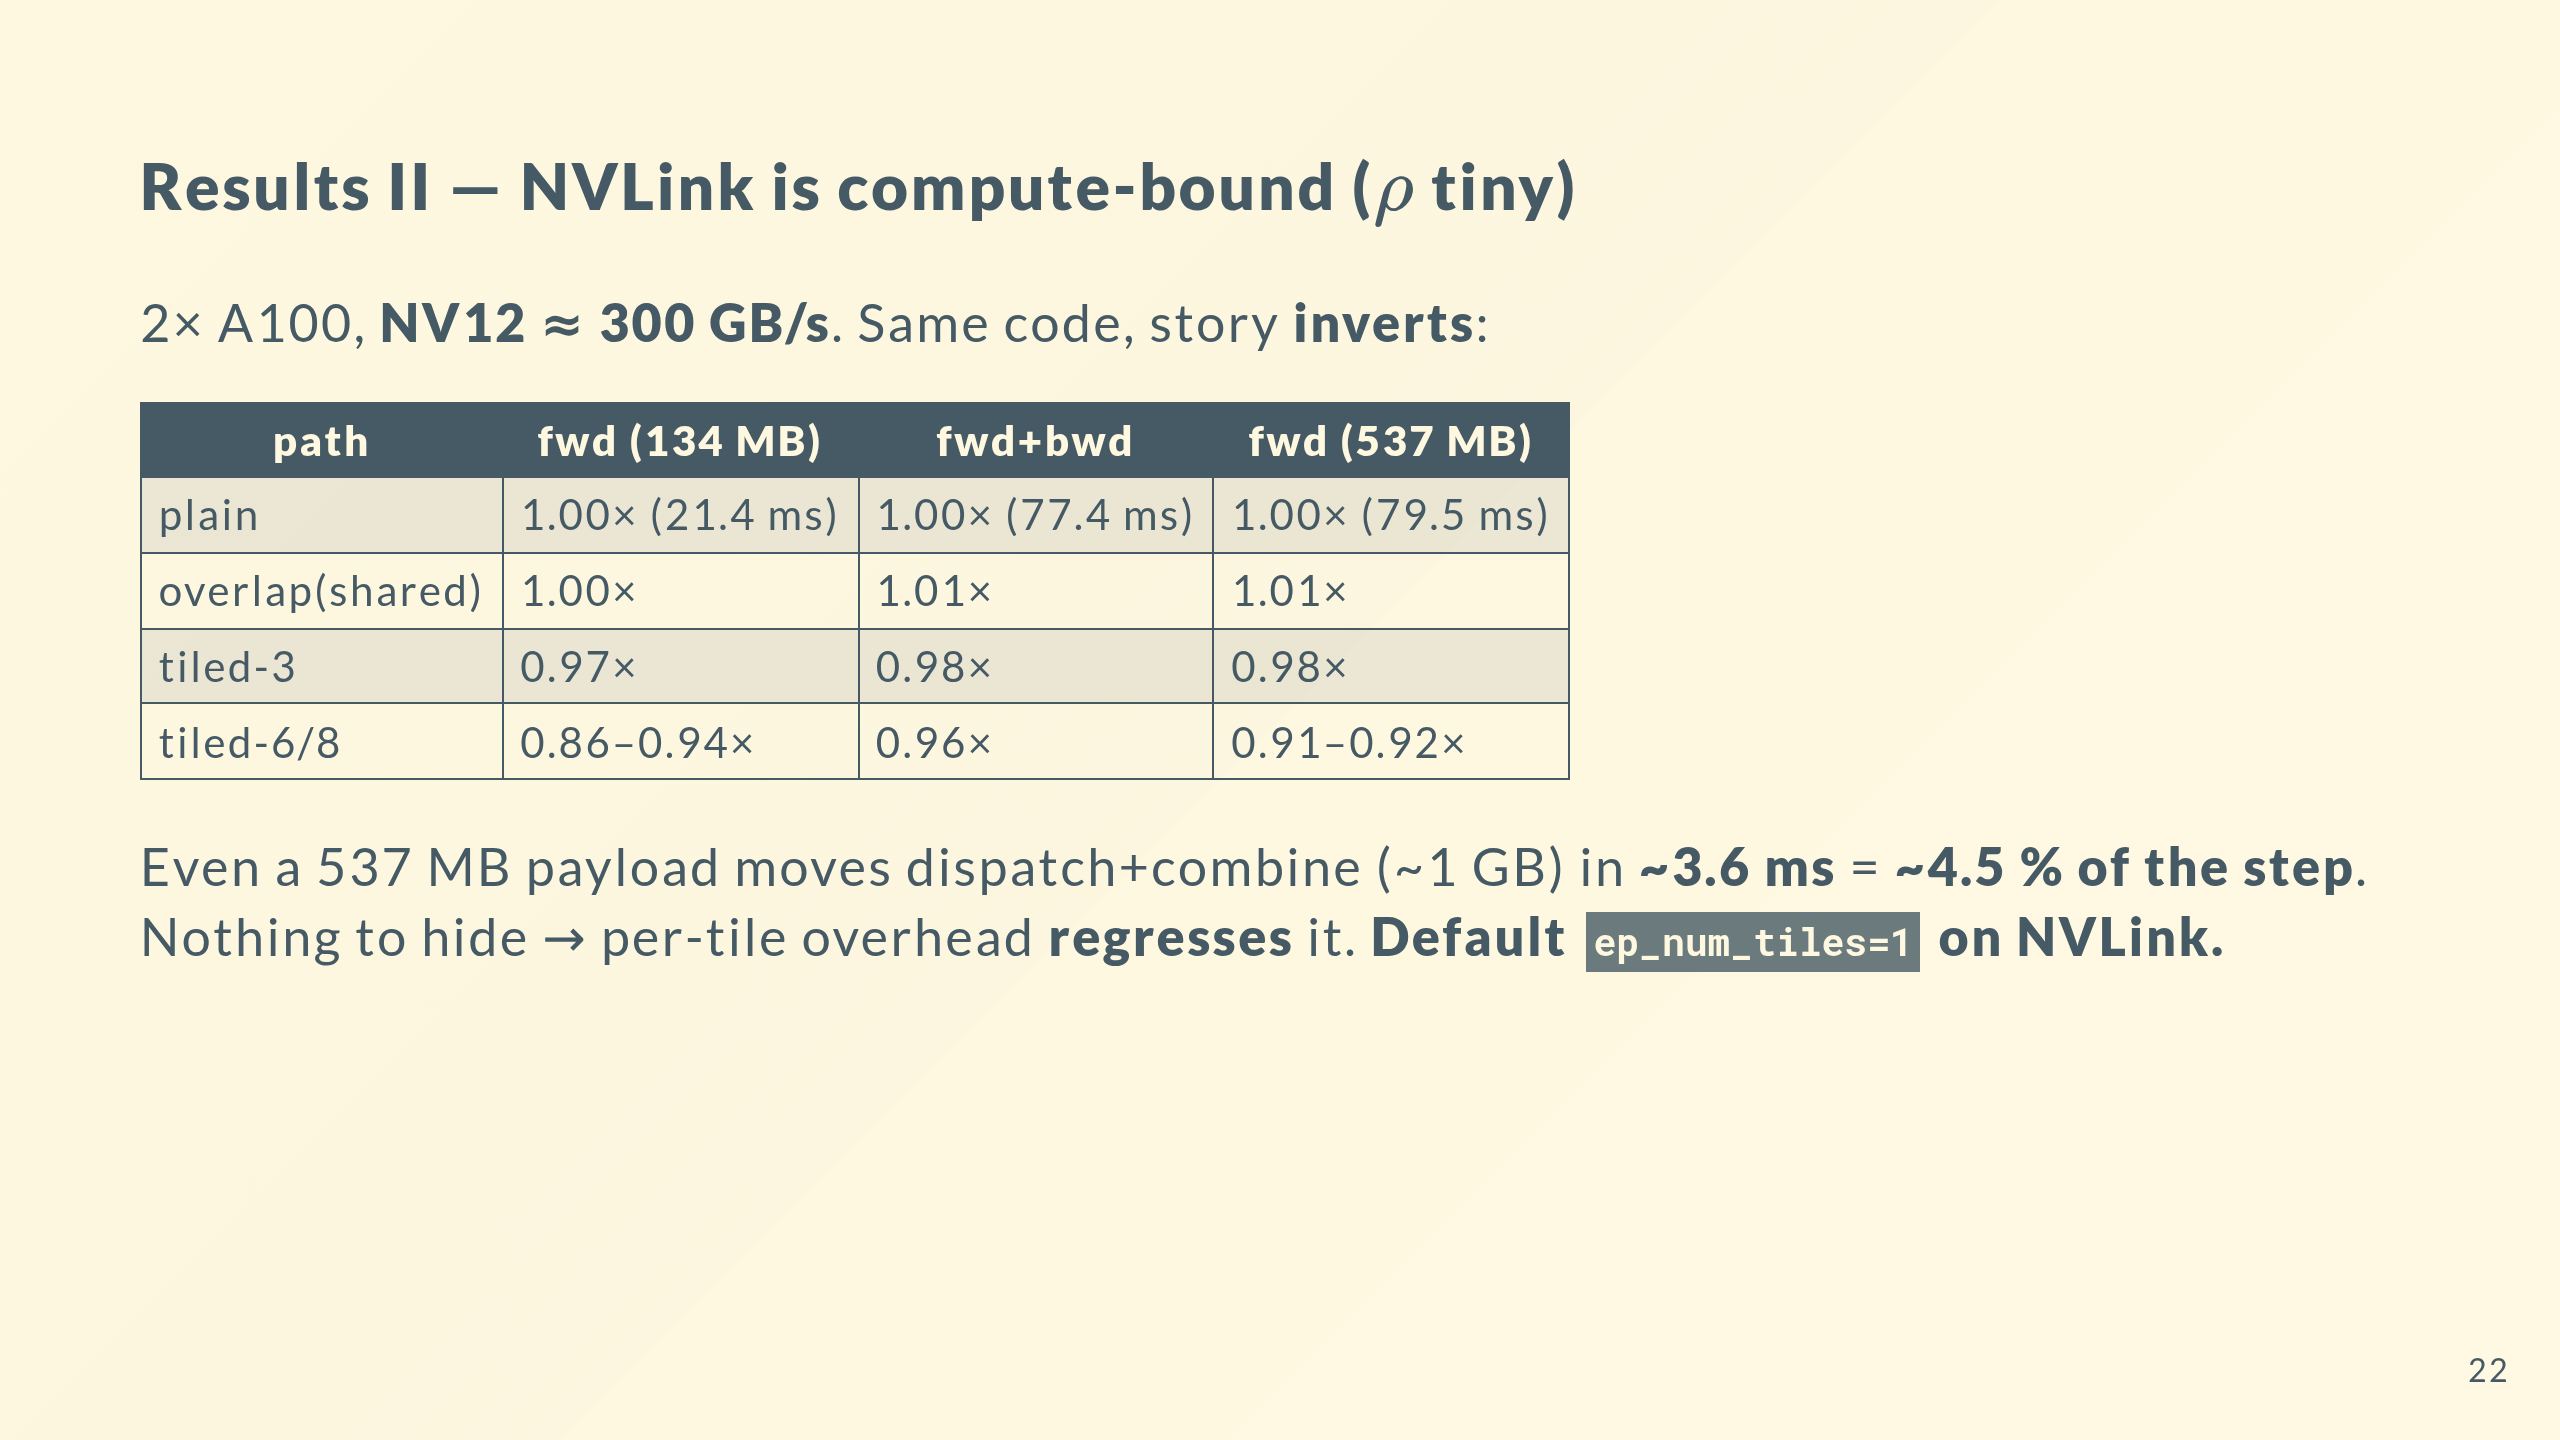 Results II — NVLink is compute-bound (ρ tiny)
2× A100, NV12 ≈ 300 GB/s. Same code, story inverts:
path fwd (134 MB) fwd+bwd fwd (537 MB)
plain 1.00× (21.4 ms) 1.00× (77.4 ms) 1.00× (79.5 ms)
overlap(shared) 1.00× 1.01× 1.01×
tiled-3 0.97× 0.98× 0.98×
tiled-6/8 0.86–0.94× 0.96× 0.91–0.92×
Even a 537 MB payload moves dispatch+combine (~1 GB) in ~3.6 ms = ~4.5 % of the step.
Nothing to hide → per-tile overhead regresses it. Default ep_num_tiles=1 on NVLink.
22